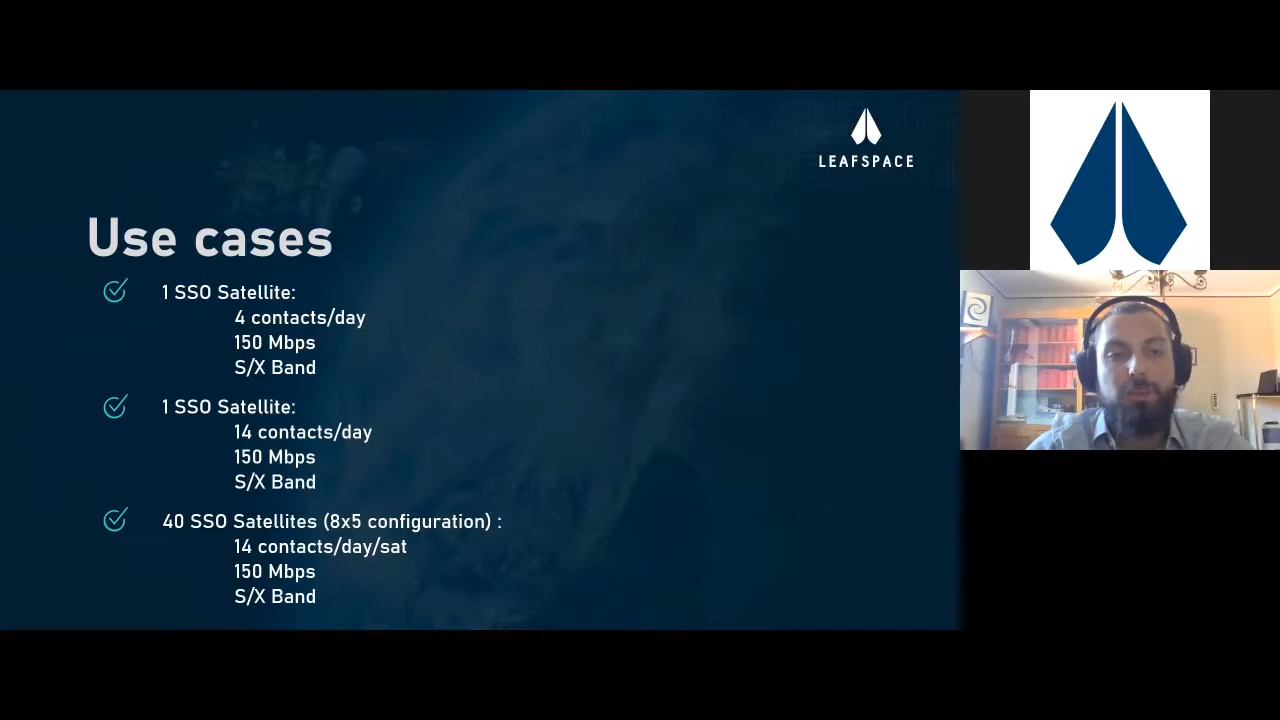 LEAFSPACE
Use cases
1 SSO Satellite:
4 contacts/day
150 Mbps
S/X Band
1 SSO Satellite:
14 contacts/day
150 Mbps
S/X Band
40 SSO Satellites (8x5 configuration) :
14 contacts/day/sat
150 Mbps
S/X Band